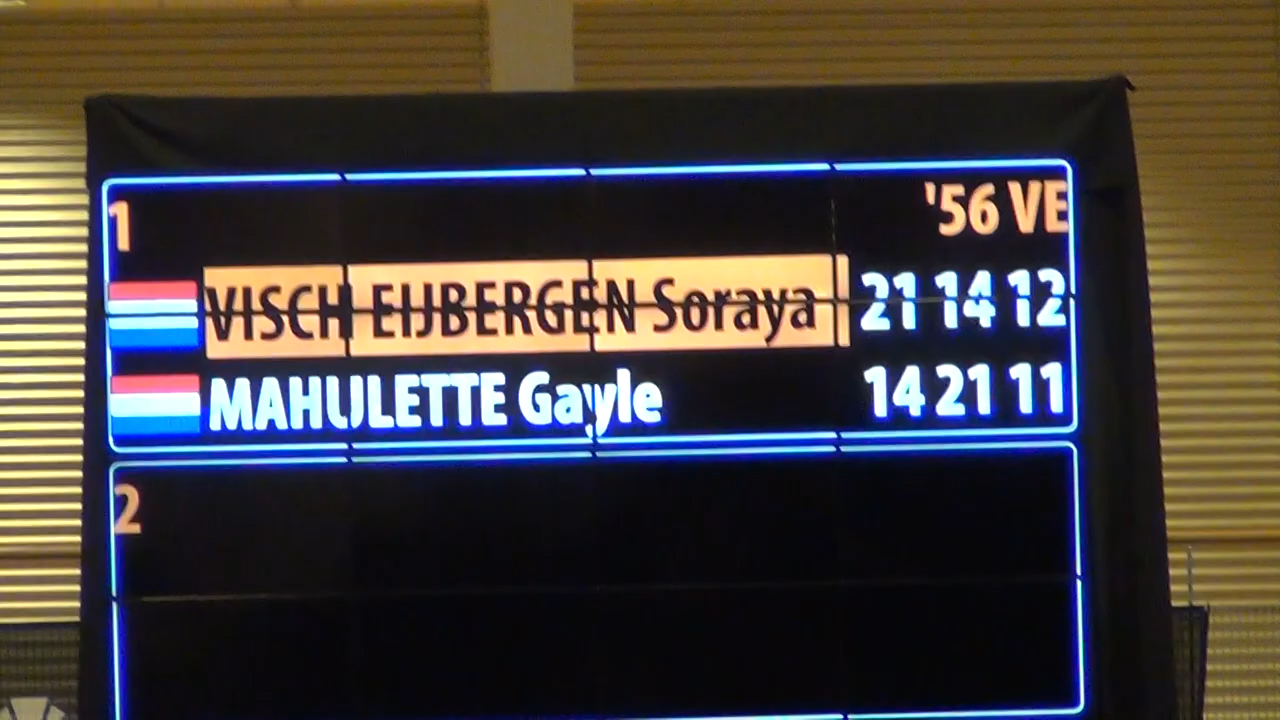 1 '56 VE
VISCH EIJBERGEN Soraya 21 14 12
MAHULETTE Gayle 14 21 11
2